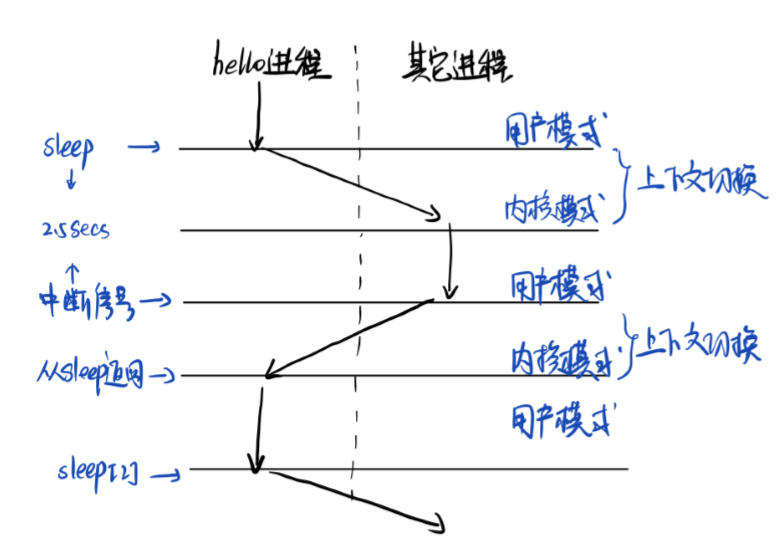 hello进程 其它进程
用户模式
sleep
上下文切换
内核模式
2.5secs
用户模式
中断信号
内核模式 上下文切换
从sleep返回
用户模式
sleep[2]